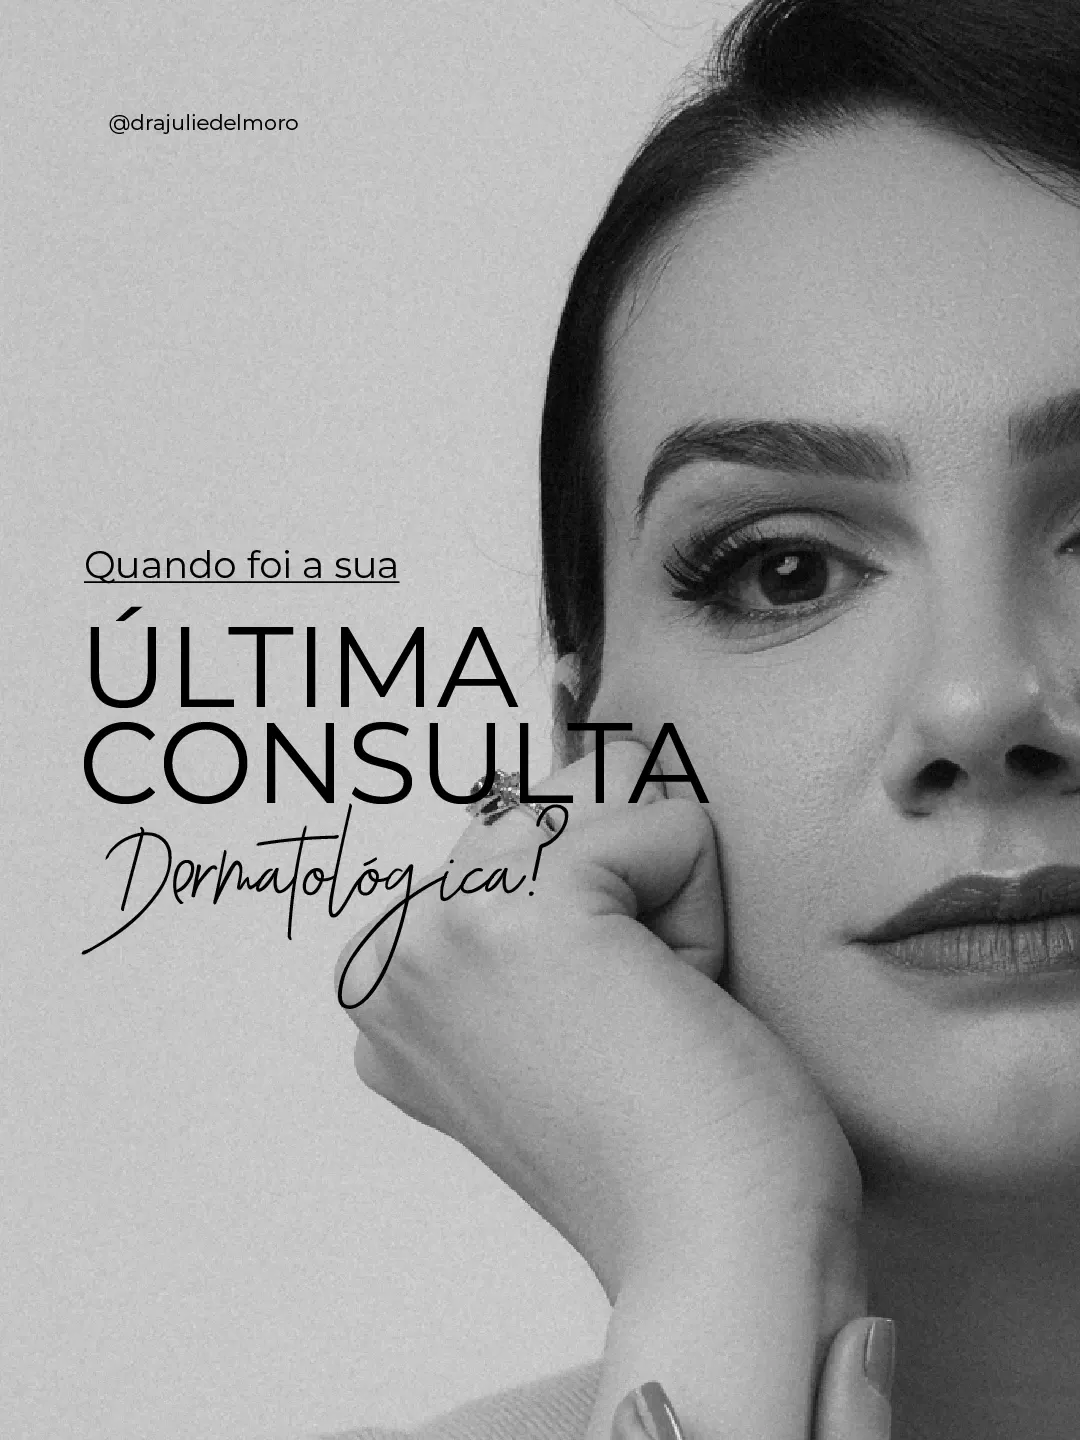 @drajuliedelmoro
Quando foi a sua
ÚLTIMA
CONSULTA
Dermatológica?